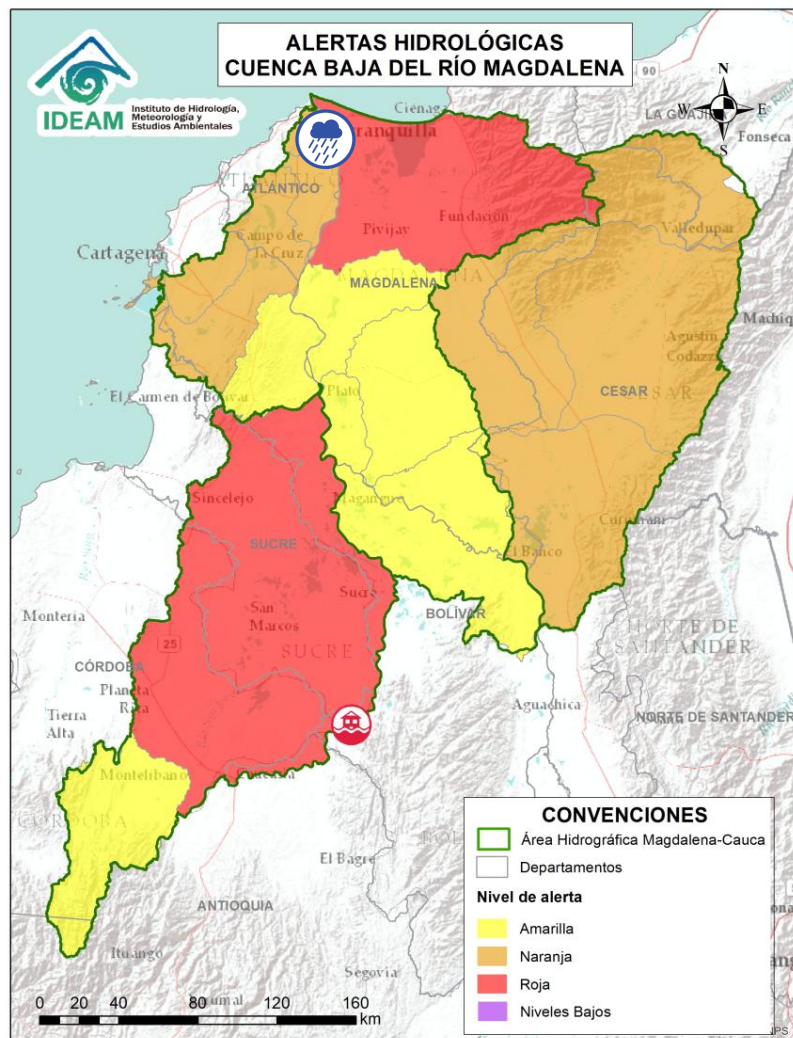 ALERTAS HIDROLÓGICAS
CUENCA BAJA DEL RÍO MAGDALENA
IDEAM
Instituto de Hidrología,
Meteorología y
Estudios Ambientales
N
W
E
S
90
LA GUAJIRA
Fonseca
Ciénaga
ATLÁNTICO
Cartagena
Campo de
la Cruz
Pivijay
Fundación
Valledupar
MAGDALENA
MAGDALENA
Agustín
Codazzi
CESAR
El Carmen de Bolívar
Plato
Sincelejo
Magangué
SUCRE
El Banco
Sucre
San
Marcos
SUCRE
BOLÍVAR
Montería
25
CÓRDOBA
Planeta
Rica
Tierra
Alta
Aguachica
NORTE DE
SANTANDER
NORTE DE SANTANDER
Montelíbano
CÓRDOBA
El Bagre
ANTIOQUIA
Ituango
Segovia
CONVENCIONES
Área Hidrográfica Magdalena-Cauca
Departamentos
Nivel de alerta
Amarilla
Naranja
Roja
Niveles Bajos
0 20 40 80 120 160
km